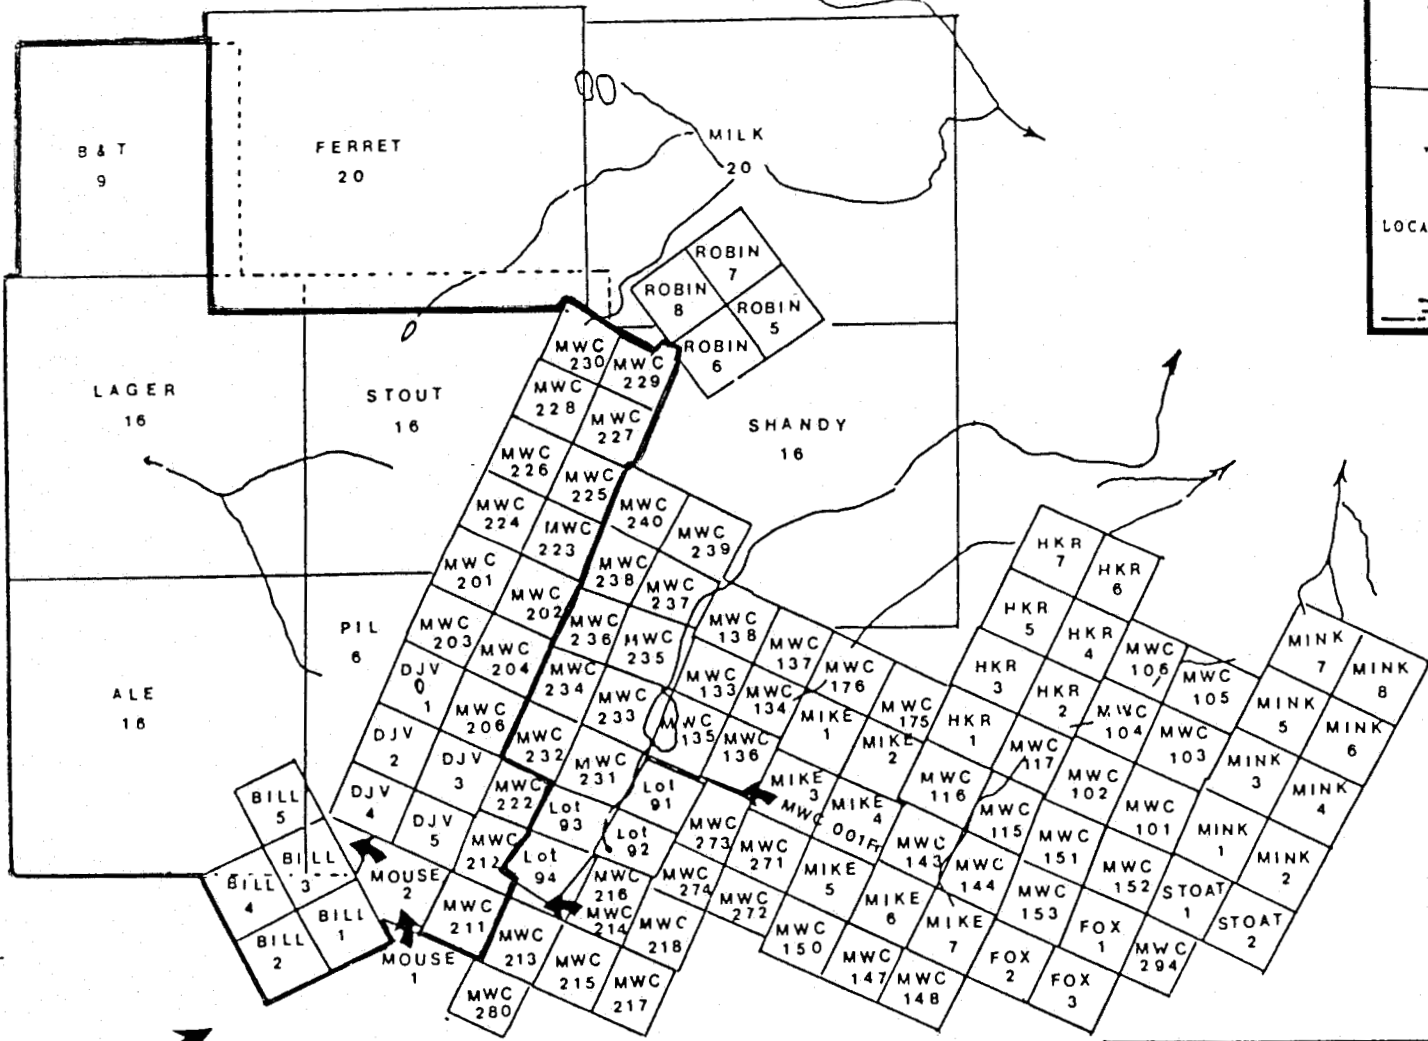 B & T
9
FERRET
20
MILK
20
LOCA
ROBIN
7
ROBIN
8
ROBIN
5
ROBIN
6
LAGER
16
STOUT
16
SHANDY
16
MWC
230
MWC
229
MWC
228
MWC
227
MWC
226
MWC
225
MWC
224
MWC
223
MWC
240
MWC
239
MWC
201
MWC
202
MWC
238
MWC
237
MWC
203
MWC
204
MWC
236
MWC
235
MWC
138
MWC
137
MWC
176
MWC
175
PIL
6
ALE
16
DJV
1
MWC
206
MWC
234
MWC
233
MWC
133
MWC
134
MWC
135
MWC
136
DJV
2
DJV
3
MWC
232
MWC
231
MIKE
1
MIKE
2
HKR
7
HKR
6
HKR
5
HKR
4
HKR
3
HKR
2
HKR
1
MWC
106
MWC
105
MWC
104
MWC
103
MINK
7
MINK
8
MINK
5
MINK
6
MINK
3
MINK
4
MINK
1
MINK
2
BILL
5
DJV
4
DJV
5
MWC
222
Lot
93
Lot
91
MIKE
3
MIKE
4
MWC 001Fr
MWC
116
MWC
117
MWC
102
MWC
101
BILL
3
BILL
4
MOUSE
2
MWC
212
Lot
94
Lot
92
MWC
273
MWC
271
MWC
143
MWC
115
MWC
151
MWC
152
STOAT
1
STOAT
2
BILL
1
BILL
2
MOUSE
1
MWC
211
MWC
216
MWC
214
MWC
274
MWC
272
MIKE
5
MIKE
6
MWC
144
MWC
153
FOX
1
MWC
294
MWC
213
MWC
218
MWC
150
MIKE
7
FOX
2
FOX
3
MWC
280
MWC
215
MWC
217
MWC
147
MWC
148